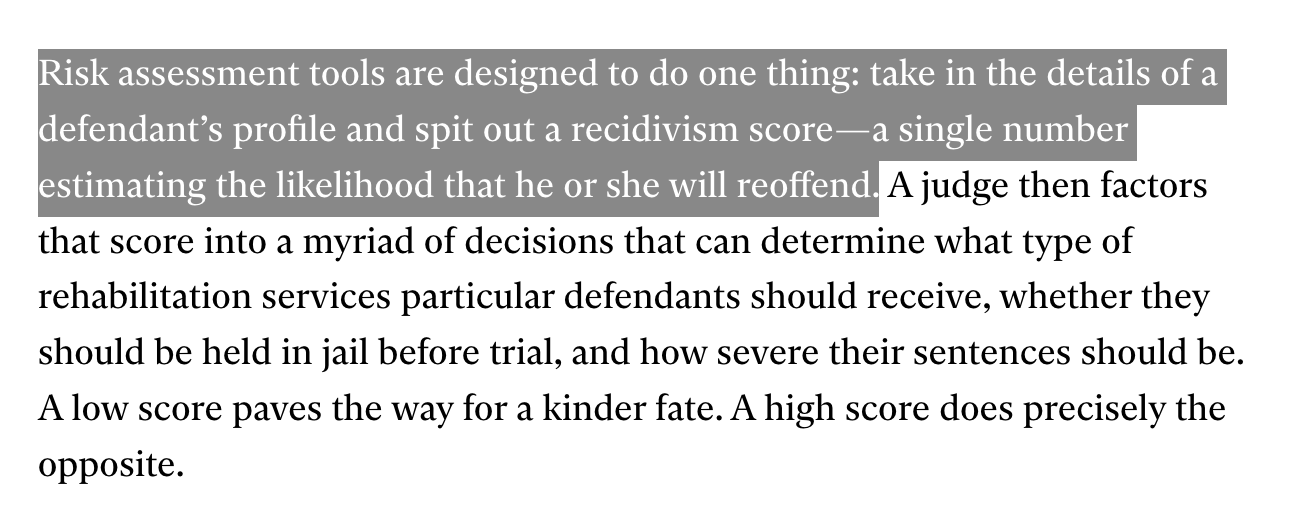 Risk assessment tools are designed to do one thing: take in the details of a
defendant’s profile and spit out a recidivism score—a single number
estimating the likelihood that he or she will reoffend. A judge then factors
that score into a myriad of decisions that can determine what type of
rehabilitation services particular defendants should receive, whether they
should be held in jail before trial, and how severe their sentences should be.
A low score paves the way for a kinder fate. A high score does precisely the
opposite.